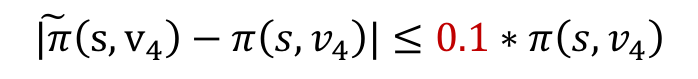 |π̃(s, v₄) − π(s, v₄)| ≤ 0.1 ∗ π(s, v₄)